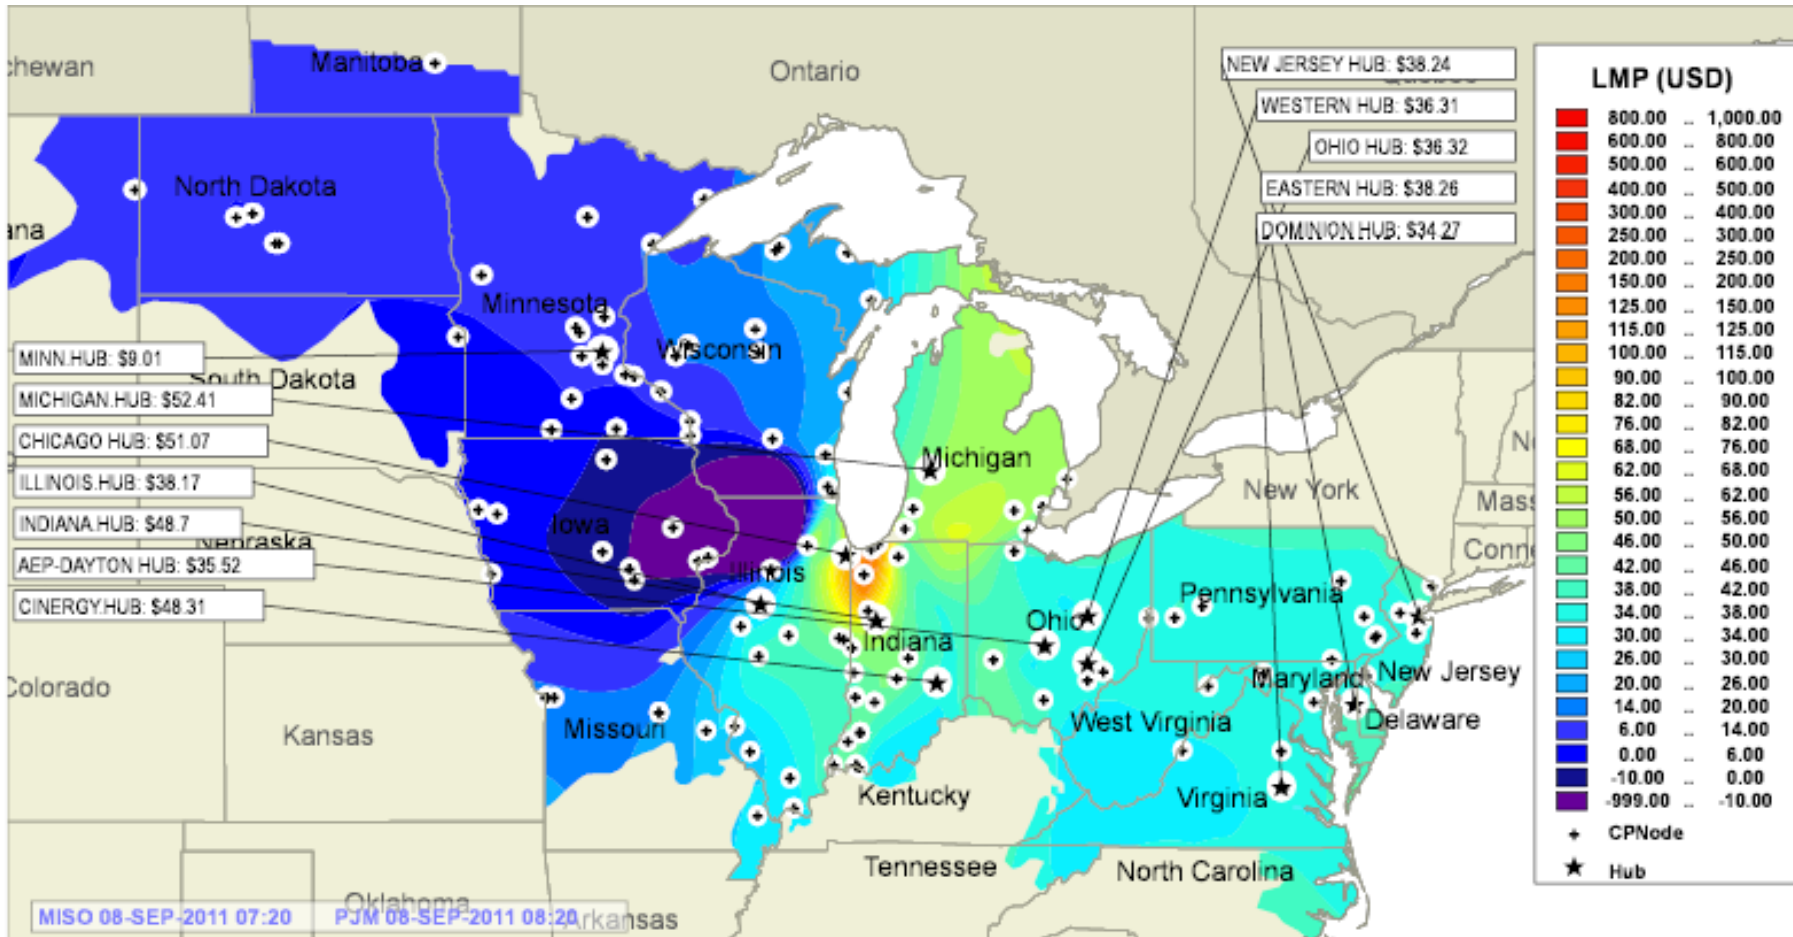 chewan
Manitoba
Ontario
North Dakota
ana
Minnesota
Wisconsin
South Dakota
Michigan
New York
Mass
Conne
Iowa
Nebraska
Illinois
Pennsylvania
Ohio
Indiana
New Jersey
Maryland
Colorado
Kansas
Missouri
West Virginia
Delaware
Kentucky
Virginia
Tennessee
North Carolina
Oklahoma
Arkansas
MINN.HUB: $9.01
MICHIGAN.HUB: $52.41
CHICAGO HUB: $51.07
ILLINOIS.HUB: $38.17
INDIANA.HUB: $48.7
AEP-DAYTON HUB: $35.52
CINERGY.HUB: $48.31
NEW JERSEY HUB: $38.24
WESTERN HUB: $36.31
OHIO HUB: $36.32
EASTERN HUB: $38.26
DOMINION HUB: $34.27
LMP (USD)
800.00 .. 1,000.00
600.00 .. 800.00
500.00 .. 600.00
400.00 .. 500.00
300.00 .. 400.00
250.00 .. 300.00
200.00 .. 250.00
150.00 .. 200.00
125.00 .. 150.00
115.00 .. 125.00
100.00 .. 115.00
90.00 .. 100.00
82.00 .. 90.00
76.00 .. 82.00
68.00 .. 76.00
62.00 .. 68.00
56.00 .. 62.00
50.00 .. 56.00
46.00 .. 50.00
42.00 .. 46.00
38.00 .. 42.00
34.00 .. 38.00
30.00 .. 34.00
26.00 .. 30.00
20.00 .. 26.00
14.00 .. 20.00
6.00 .. 14.00
0.00 .. 6.00
-10.00 .. 0.00
-999.00 .. -10.00
CPNode
Hub
MISO 08-SEP-2011 07:20 PJM 08-SEP-2011 08:20